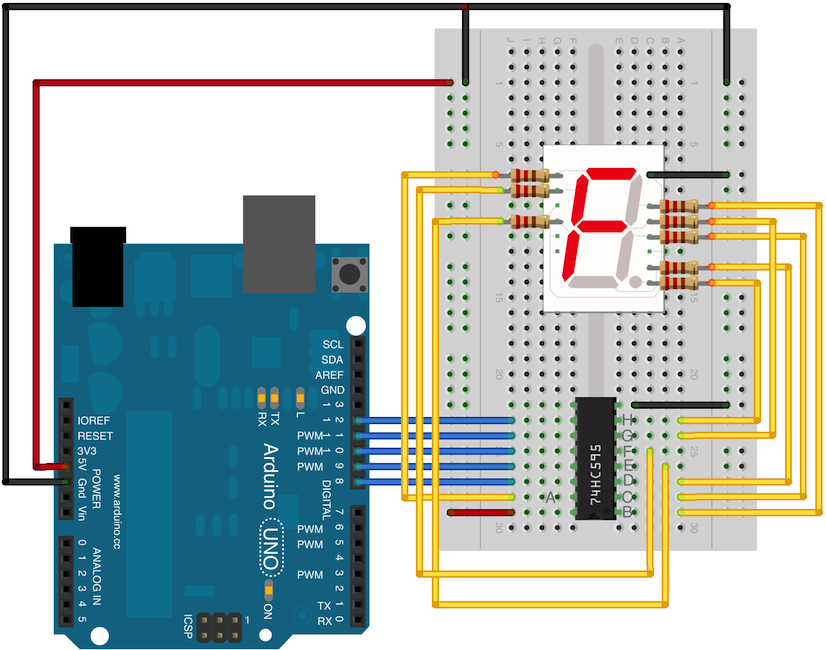 J I H G F E D C B A
1 1
5 5
15 15
20 20
25
30 30
SCL
SDA
AREF
GND
13
12
PWM 11
PWM 10
PWM 9
8
DIGITAL
7
PWM 6
PWM 5
4
PWM 3
2
TX 1
RX 0
RX
TX
L
Arduino
UNO
ON
www.arduino.cc
IOREF
RESET
3V3
5V
Gnd
Vin
POWER
ANALOG IN
0
1
2
3
4
5
ICSP
1
74HC595
H
G
F
E
D
C
B
A